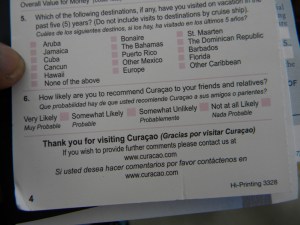 Overall Value for Money
5. Which of the following destinations, if any, have you visited on vacation in the
past five (5) years? (Do not include visits to destinations by cruise ship).
Cuáles de los siguientes destinos, si los hay, ha visitado en los últimos 5 años?
Aruba Bonaire St. Maarten
Jamaica The Bahamas The Dominican Republic
Cuba Puerto Rico Barbados
Cancun Other Mexico Florida
Hawaii Europe Other Caribbean
None of the above
6. How likely are you to recommend Curaçao to your friends and relatives?
Que probabilidad hay de que usted recomiende Curacao a sus amigos o parientes?
Very Likely Somewhat Likely Somewhat Unlikely Not at all Likely
Muy Probable Probable Probablemente Nada Probable
Thank you for visiting Curaçao (Gracias por visitar Curaçao)
If you wish to provide further comments please contact us at
www.curacao.com
Si usted desea hacer comentarios por favor contáctenos en
www.curacao.com
4 Hi-Printing 3328